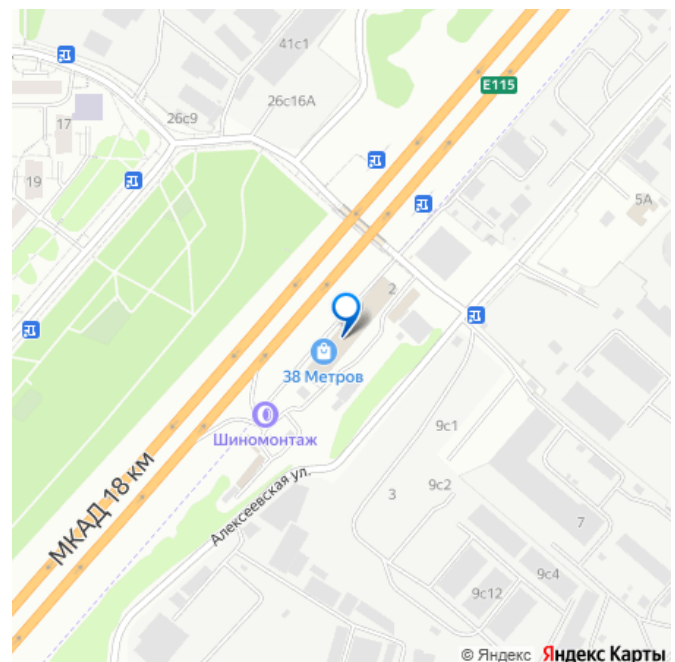 41с1
26с16А
E115
26с9
17
19
5А
2
38 Метров
Шиномонтаж
9с1
МКАД 18 км
Алексеевская ул.
3
9с2
7
9с4
9с12
© Яндекс Яндекс Карты